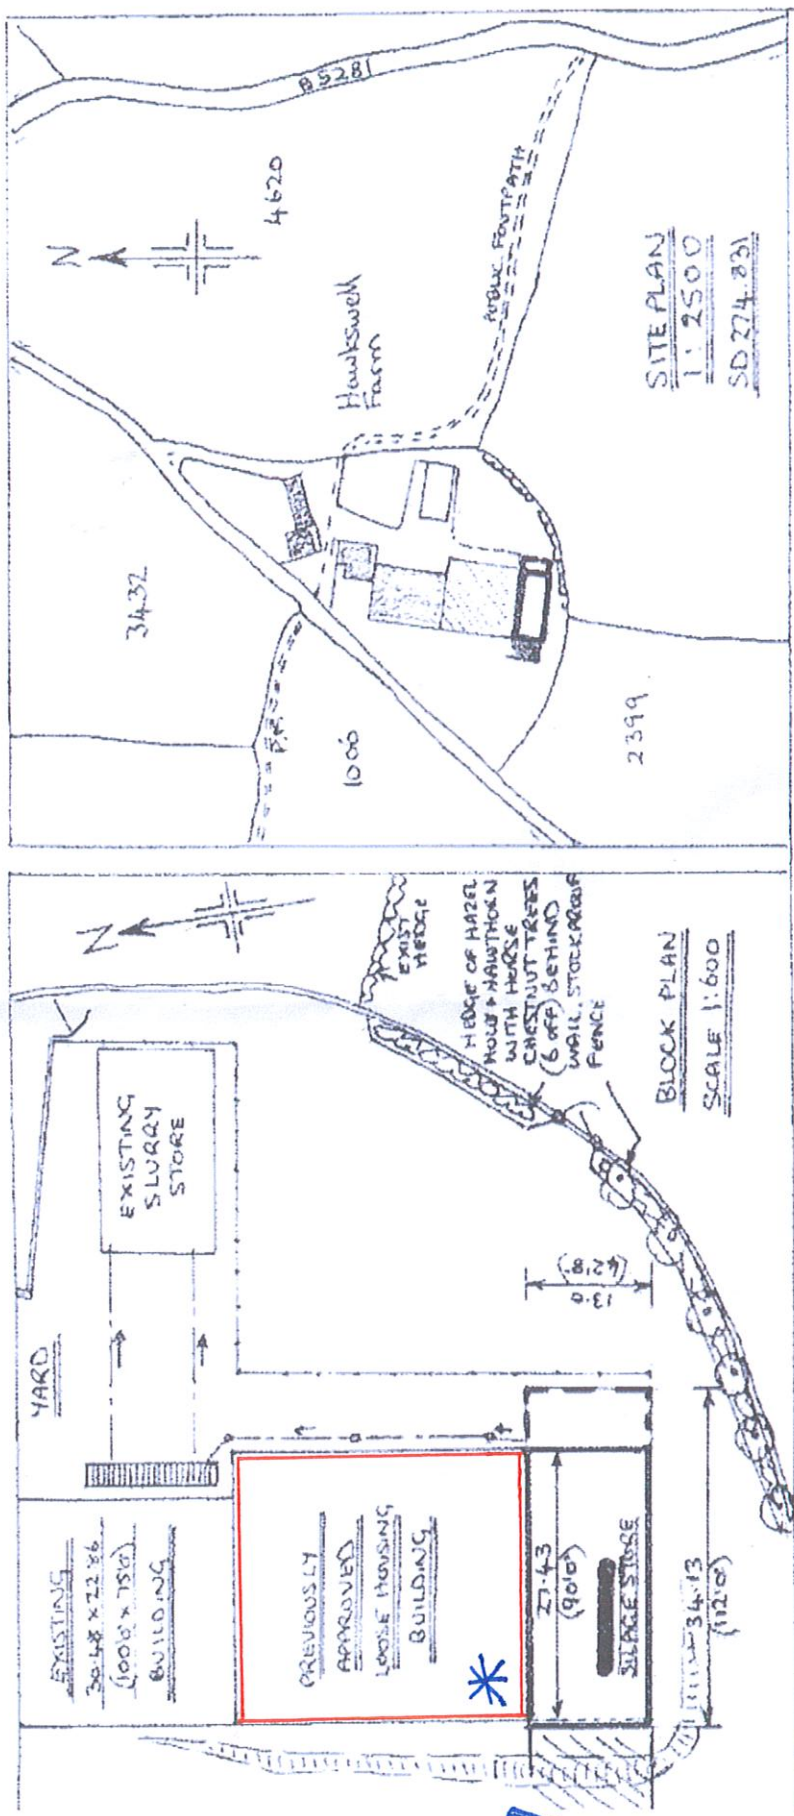 B5281
N
4620
3432
Hawkswell
Farm
PUBLIC FOOTPATH
1000
2399
SITE PLAN
1:2500
SD 274 831
N
EXIST
HEDGE
HEDGE OF HAZEL
HOLLY + HAWTHORN
WITH HORSE
CHESTNUT TREES
(6 OFF) BEHIND
WALL. STOCKPROOF
FENCE
YARD
EXISTING
SLURRY
STORE
13.0
(42'8")
EXISTING
30.48 x 22.86
(100'0 x 75'0)
BUILDING
PREVIOUSLY
APPROVED
LOOSE HOUSING
BUILDING
27.43
(90'0")
SILAGE STORE
34.13
(112'0")
BLOCK PLAN
SCALE 1:600